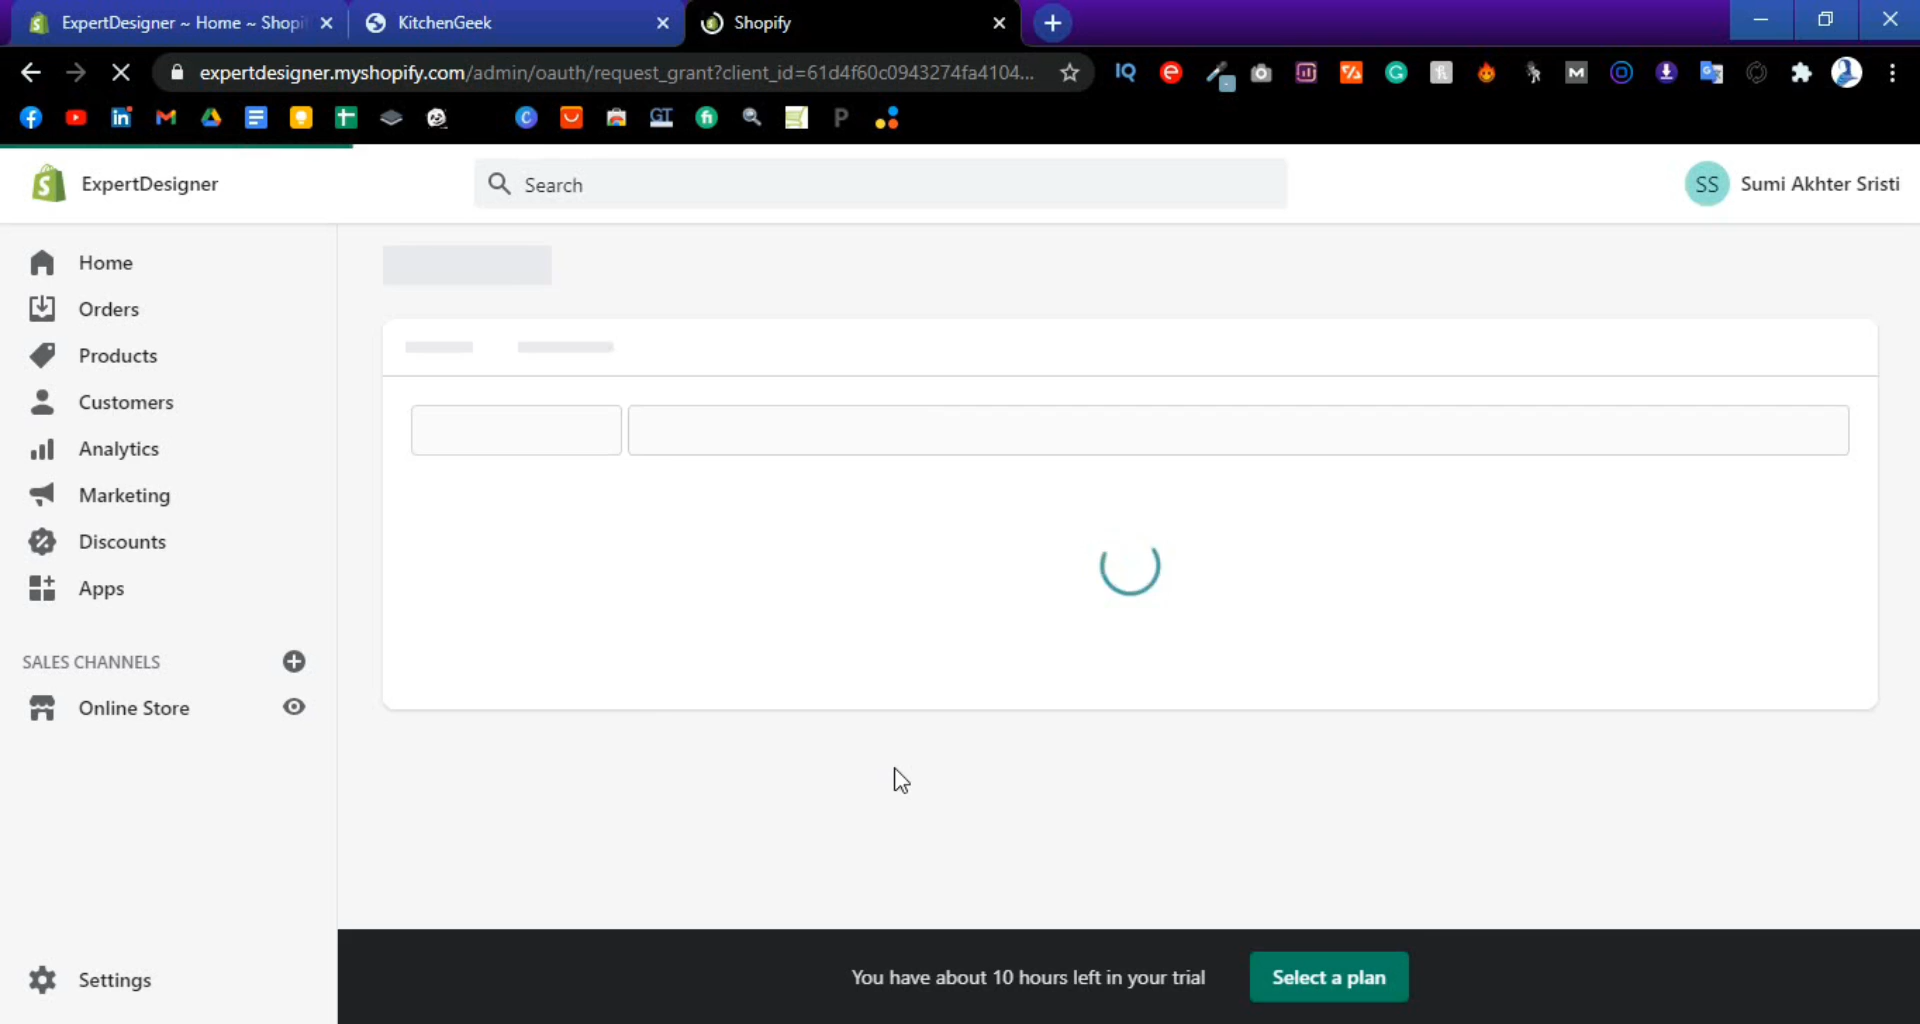 ExpertDesigner ~ Home ~ Shopi
KitchenGeek
Shopify
expertdesigner.myshopify.com/admin/oauth/request_grant?client_id=61d4f60c0943274fa4104...
ExpertDesigner
Search
SS
Sumi Akhter Sristi
Home
Orders
Products
Customers
Analytics
Marketing
Discounts
Apps
SALES CHANNELS
Online Store
Settings
You have about 10 hours left in your trial
Select a plan